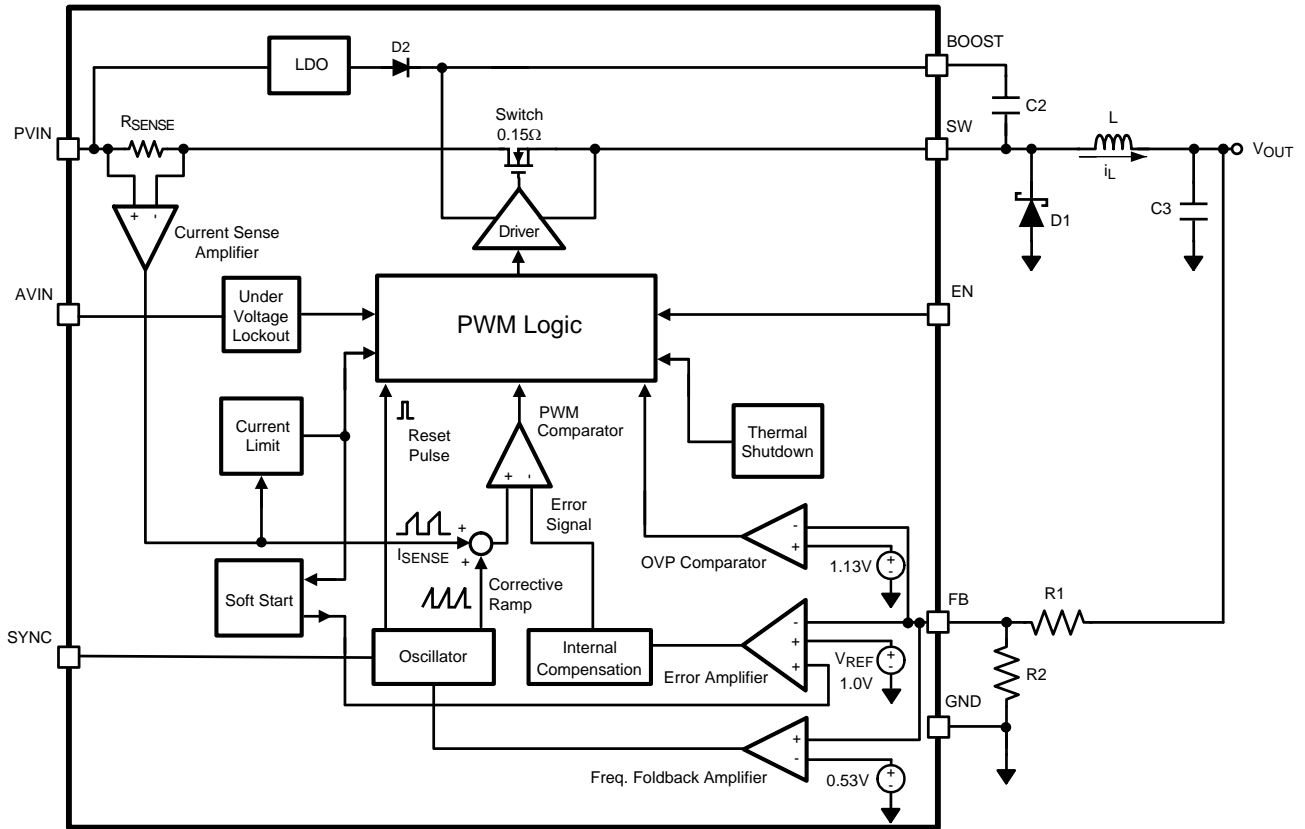 BOOST
D2
LDO
C2
L
Switch
0.15Ω
SW
PVIN
RSENSE
VOUT
iL
+ -
C3
D1
Driver
Current Sense
Amplifier
AVIN
EN
Under
Voltage
Lockout
PWM Logic
Current
Limit
Reset
Pulse
PWM
Comparator
Thermal
Shutdown
+ -
Error
Signal
-
+
+
-
1.13V
OVP Comparator
+
ISENSE
+
Corrective
Ramp
Soft Start
FB
R1
SYNC
Oscillator
Internal
Compensation
-
+
+
VREF
1.0V
+
-
Error Amplifier
R2
GND
+
-
+
-
0.53V
Freq. Foldback Amplifier